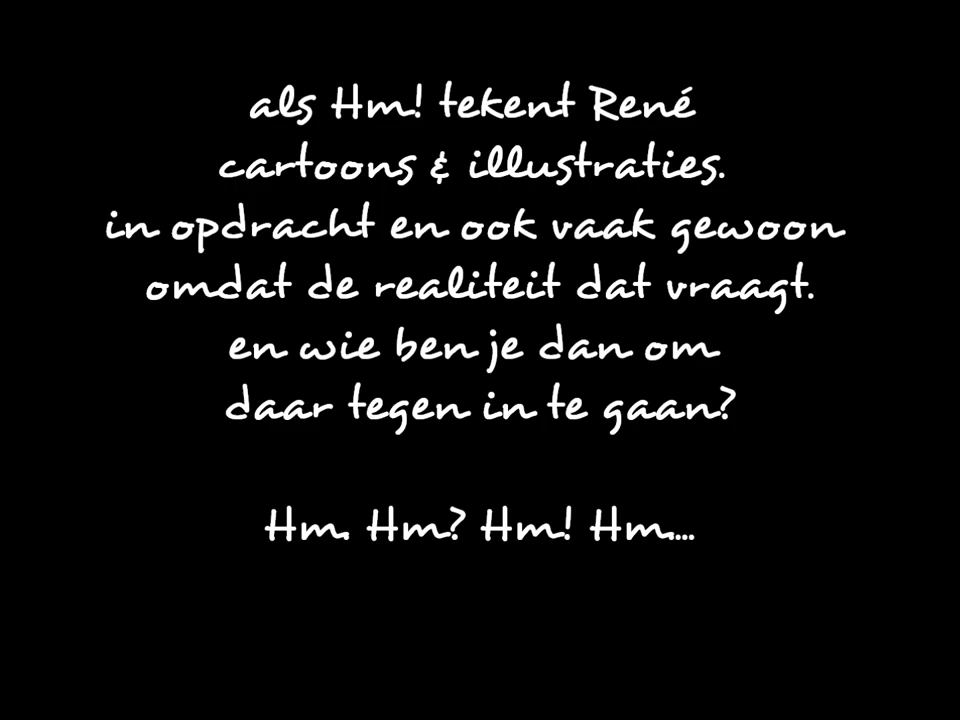 als Hm! tekent René
cartoons & illustraties.
in opdracht en ook vaak gewoon
omdat de realiteit dat vraagt.
en wie ben je dan om
daar tegen in te gaan?
Hm. Hm? Hm! Hm...